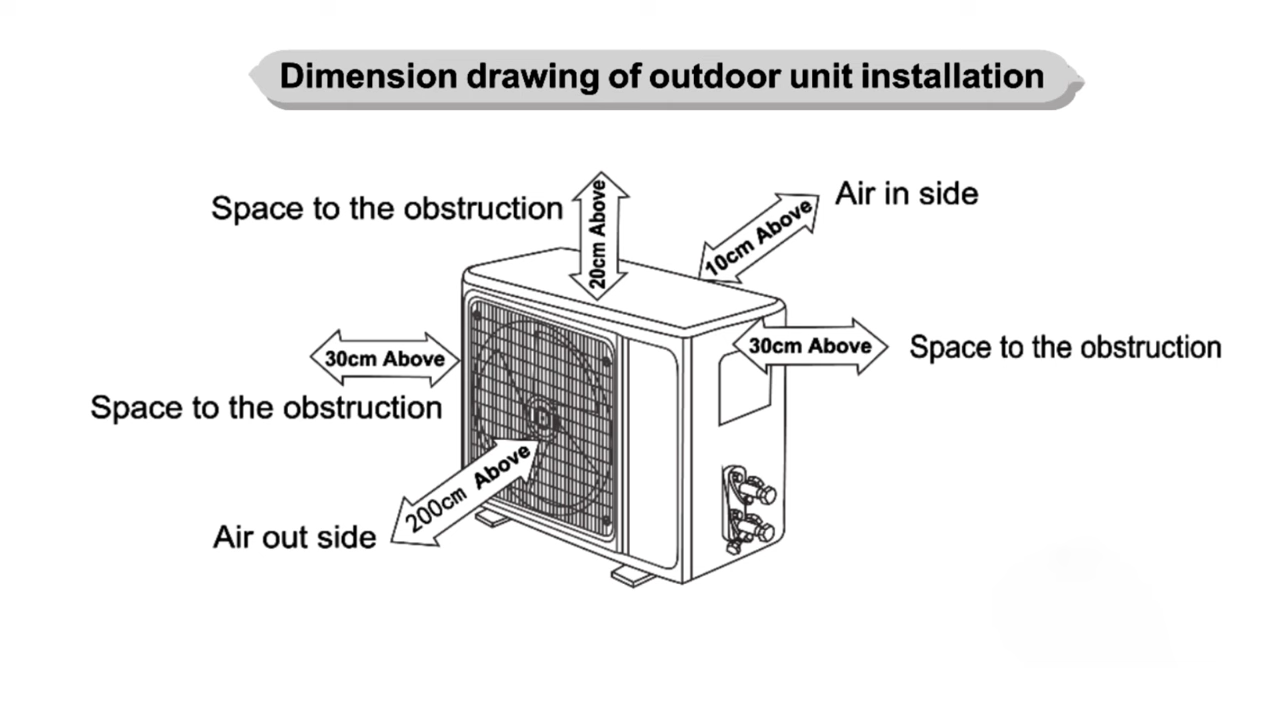 Dimension drawing of outdoor unit installation
Space to the obstruction
20cm Above
10cm Above
Air in side
30cm Above
30cm Above
Space to the obstruction
Space to the obstruction
200cm Above
Air out side